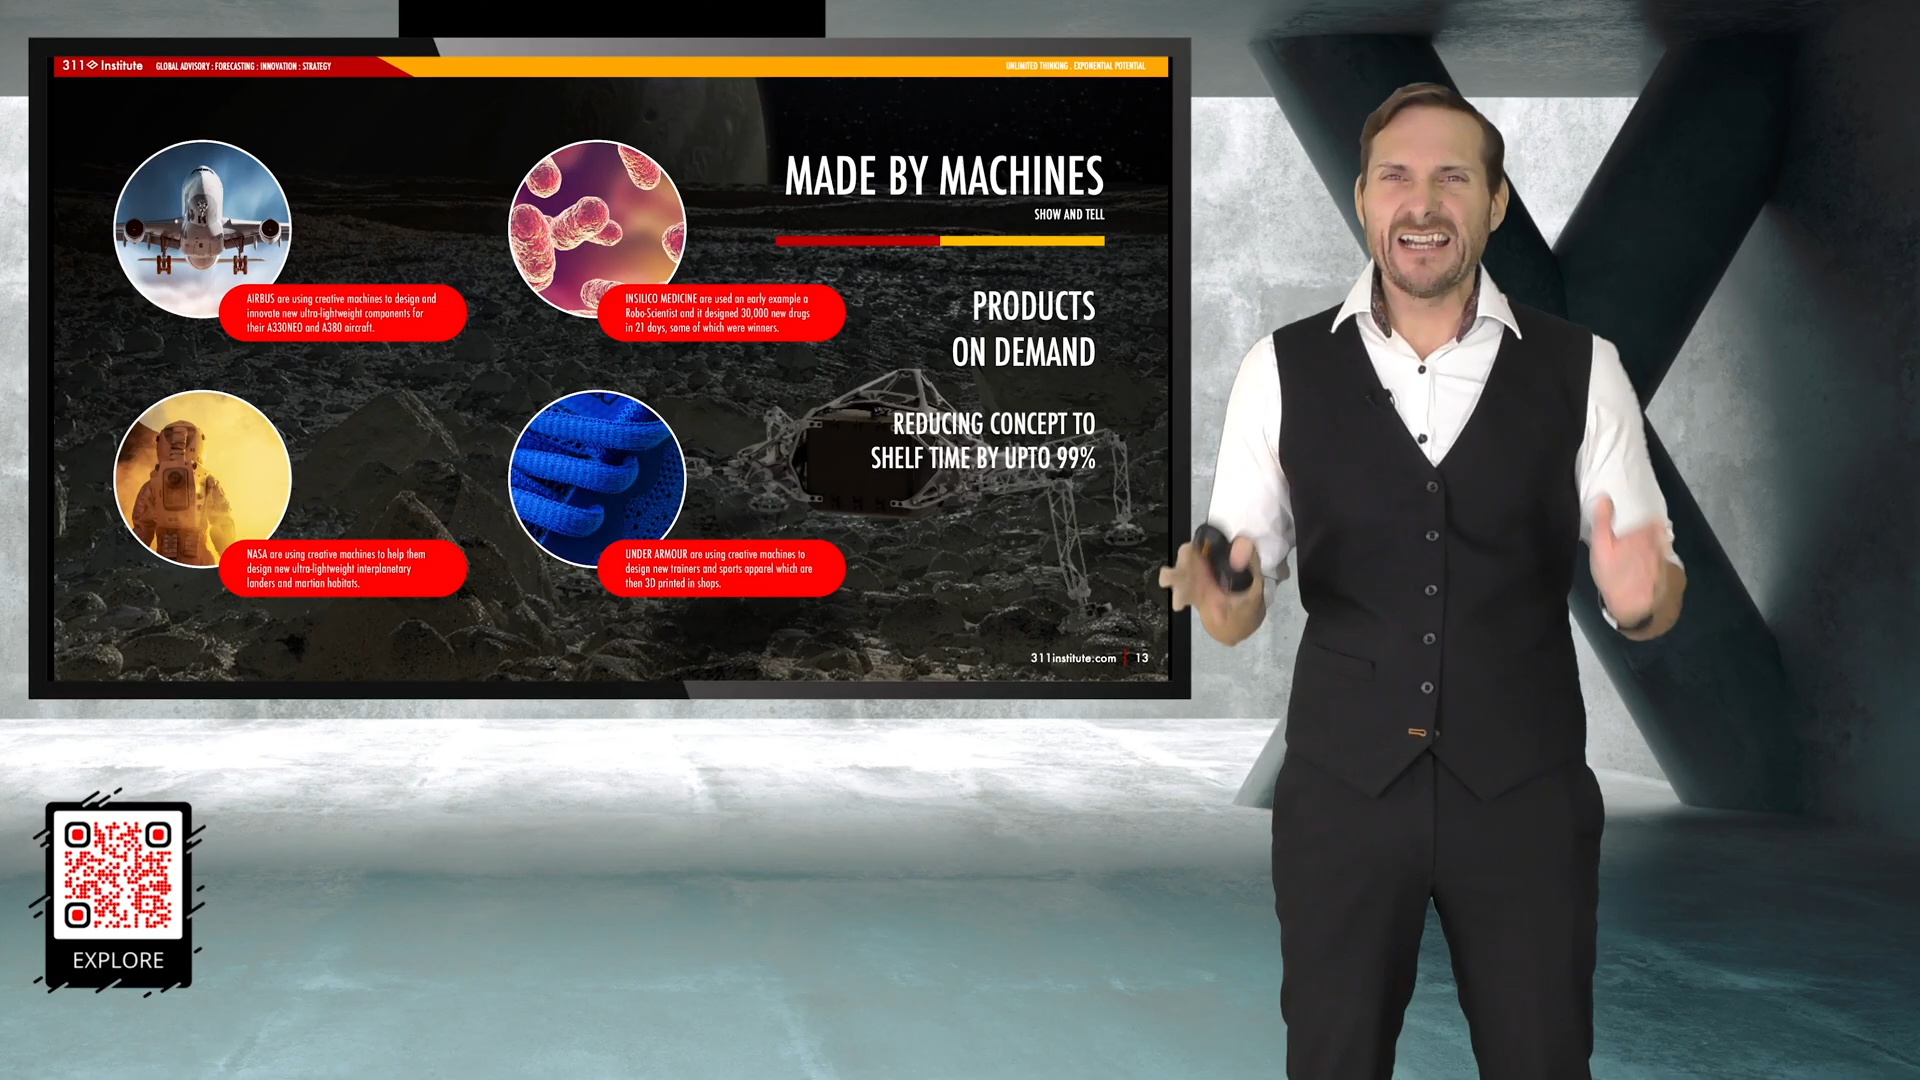 311 Institute GLOBAL ADVISORY : FORECASTING : INNOVATION : STRATEGY
UNLIMITED THINKING . EXPONENTIAL POTENTIAL
MADE BY MACHINES
SHOW AND TELL
AIRBUS are using creative machines to design and
innovate new ultra-lightweight components for
their A330NEO and A380 aircraft.
INSILICO MEDICINE are used an early example a
Robo-Scientist and it designed 30,000 new drugs
in 21 days, some of which were winners.
PRODUCTS
ON DEMAND
REDUCING CONCEPT TO
SHELF TIME BY UPTO 99%
NASA are using creative machines to help them
design new ultra-lightweight interplanetary
landers and martian habitats.
UNDER ARMOUR are using creative machines to
design new trainers and sports apparel which are
then 3D printed in shops.
311institute.com | 13
EXPLORE